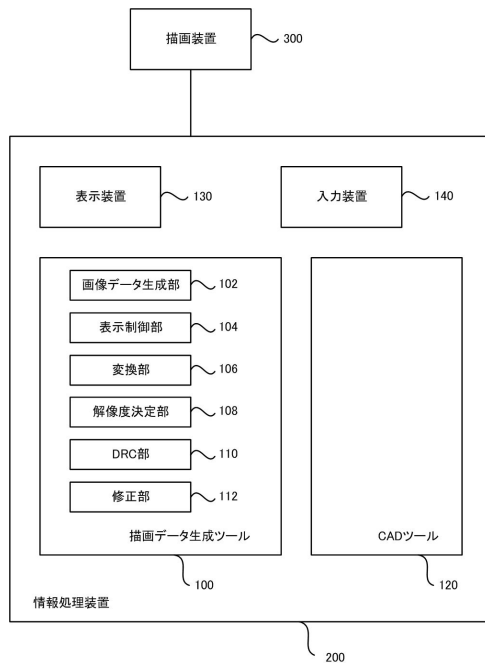 描画装置 300
表示装置 130
入力装置 140
画像データ生成部 102
表示制御部 104
変換部 106
解像度決定部 108
DRC部 110
修正部 112
描画データ生成ツール
CADツール
100
120
情報処理装置
200